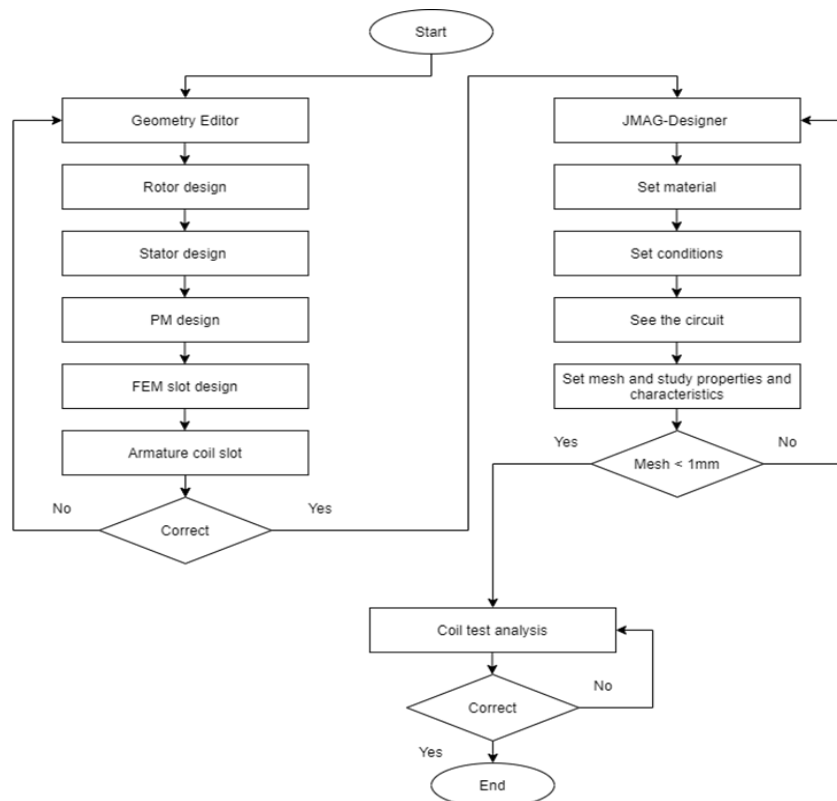 Start
Geometry Editor
Rotor design
Stator design
PM design
FEM slot design
Armature coil slot
No
Correct
Yes
JMAG-Designer
Set material
Set conditions
See the circuit
Set mesh and study properties and
characteristics
Yes
Mesh < 1mm
No
Coil test analysis
Correct
No
Yes
End